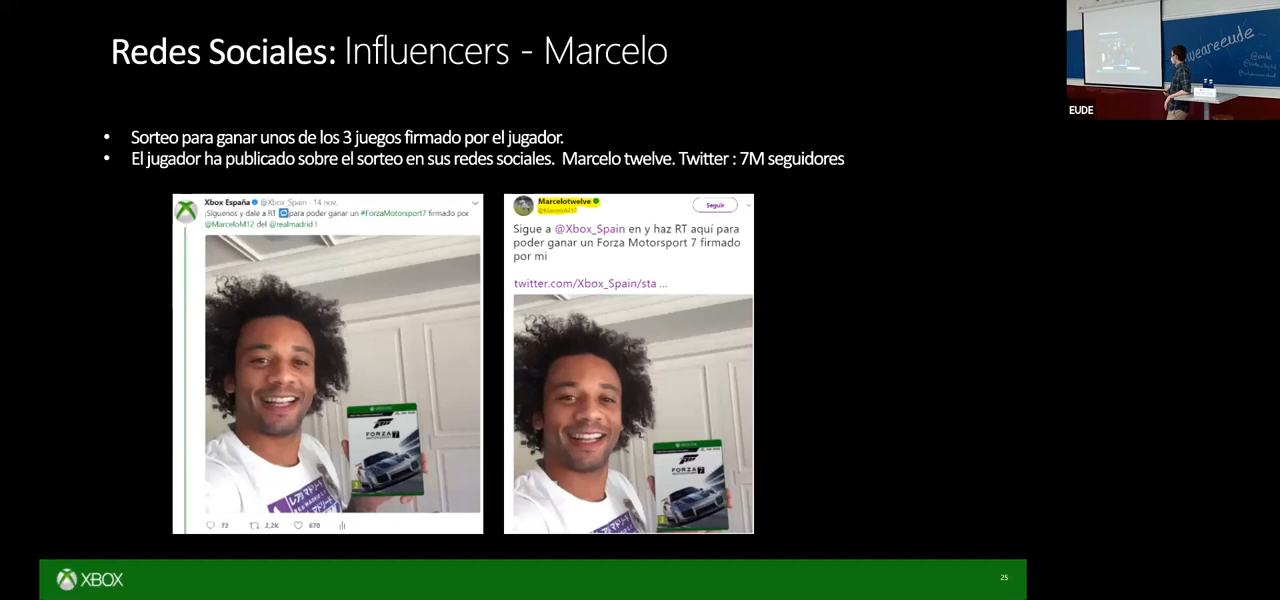 Redes Sociales: Influencers - Marcelo
weareeude
EUDE
• Sorteo para ganar unos de los 3 juegos firmado por el jugador.
• El jugador ha publicado sobre el sorteo en sus redes sociales. Marcelo twelve. Twitter : 7M seguidores
Xbox España @Xbox_Spain · 14 nov.
¡Síguenos y dale a RT para poder ganar un #ForzaMotorsport7 firmado por
@MarceloM12 del @realmadrid !
FORZA
MOTORSPORT 7
72 2,2K 670
Marcelotwelve
Seguir
Sigue a @Xbox_Spain en y haz RT aquí para
poder ganar un Forza Motorsport 7 firmado
por mi
twitter.com/Xbox_Spain/sta ...
FORZA
MOTORSPORT 7
XBOX
25